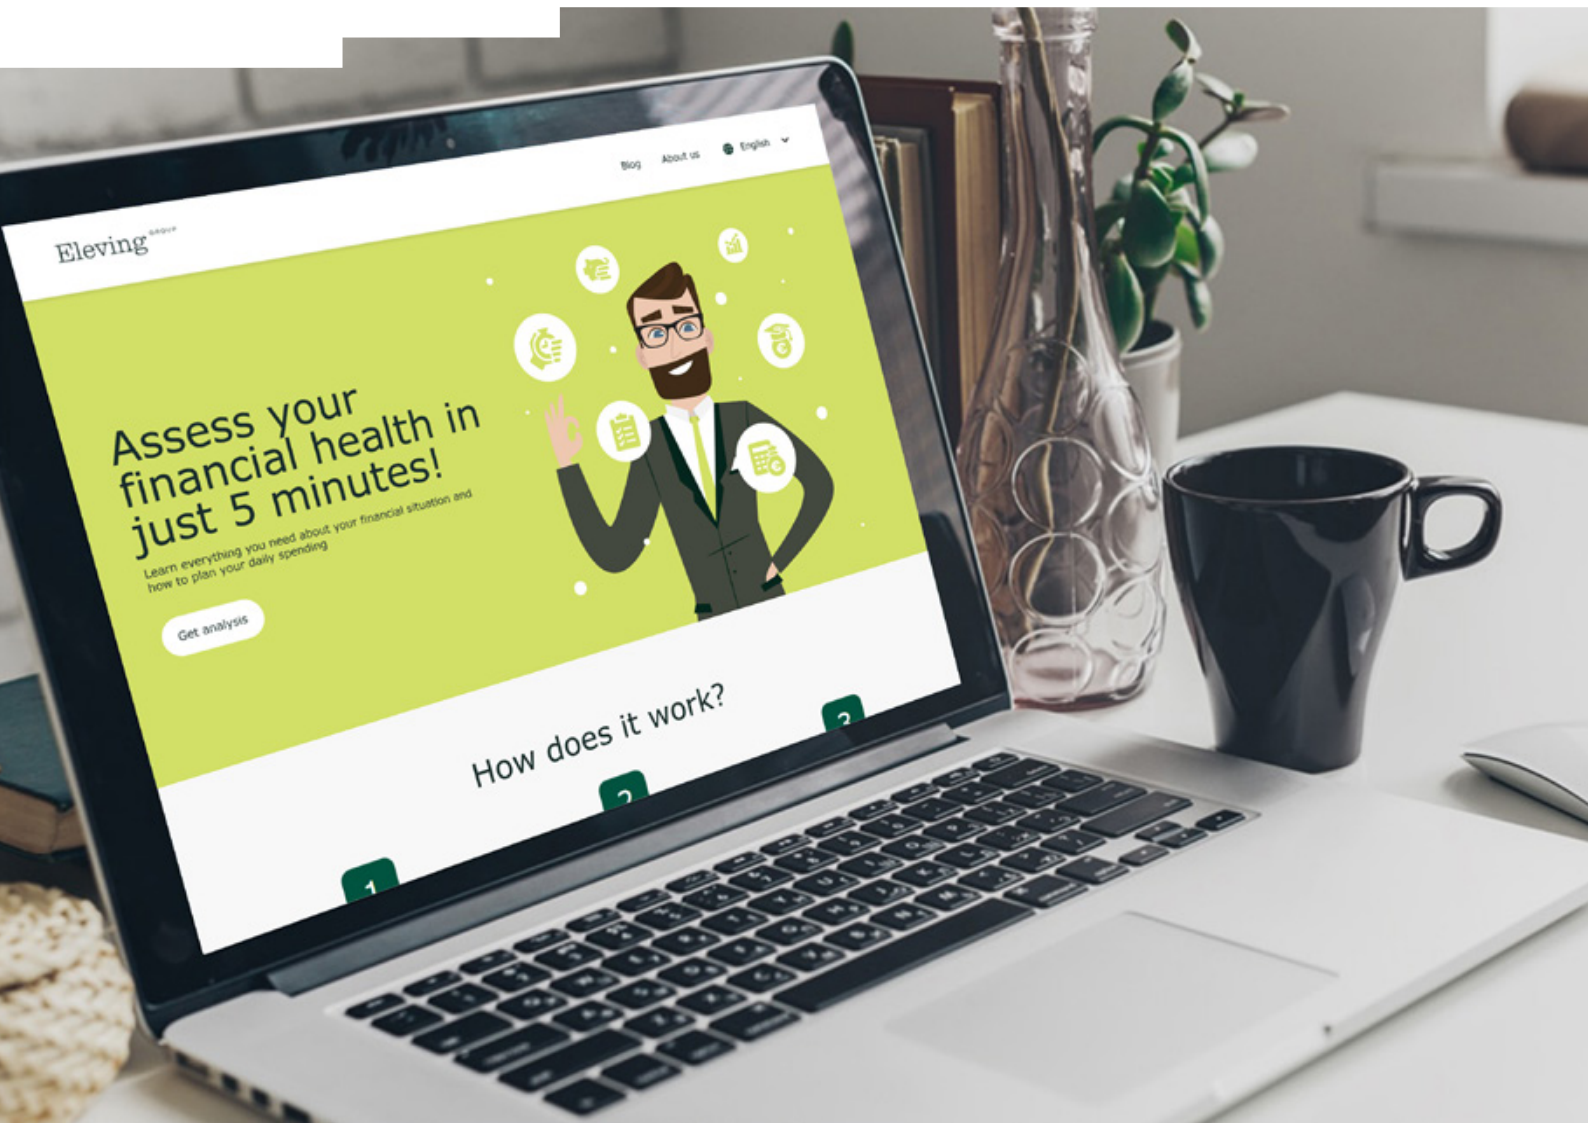 Blog About us English
Eleving GROUP
Assess your
financial health in
just 5 minutes!
Learn everything you need about your financial situation and
how to plan your daily spending
Get analysis
How does it work?
1
2
3